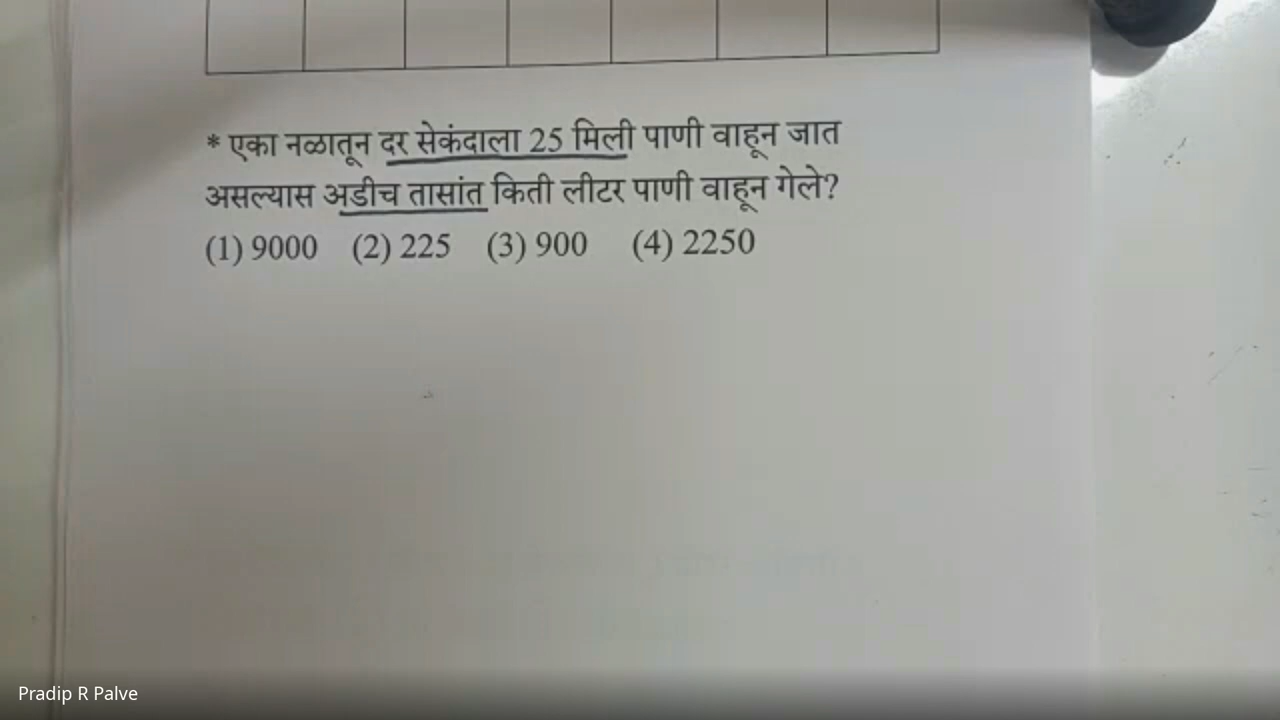 * एका नळातून दर सेकंदाला 25 मिली पाणी वाहून जात
असल्यास अडीच तासांत किती लीटर पाणी वाहून गेले?
(1) 9000 (2) 225 (3) 900 (4) 2250
Pradip R Palve